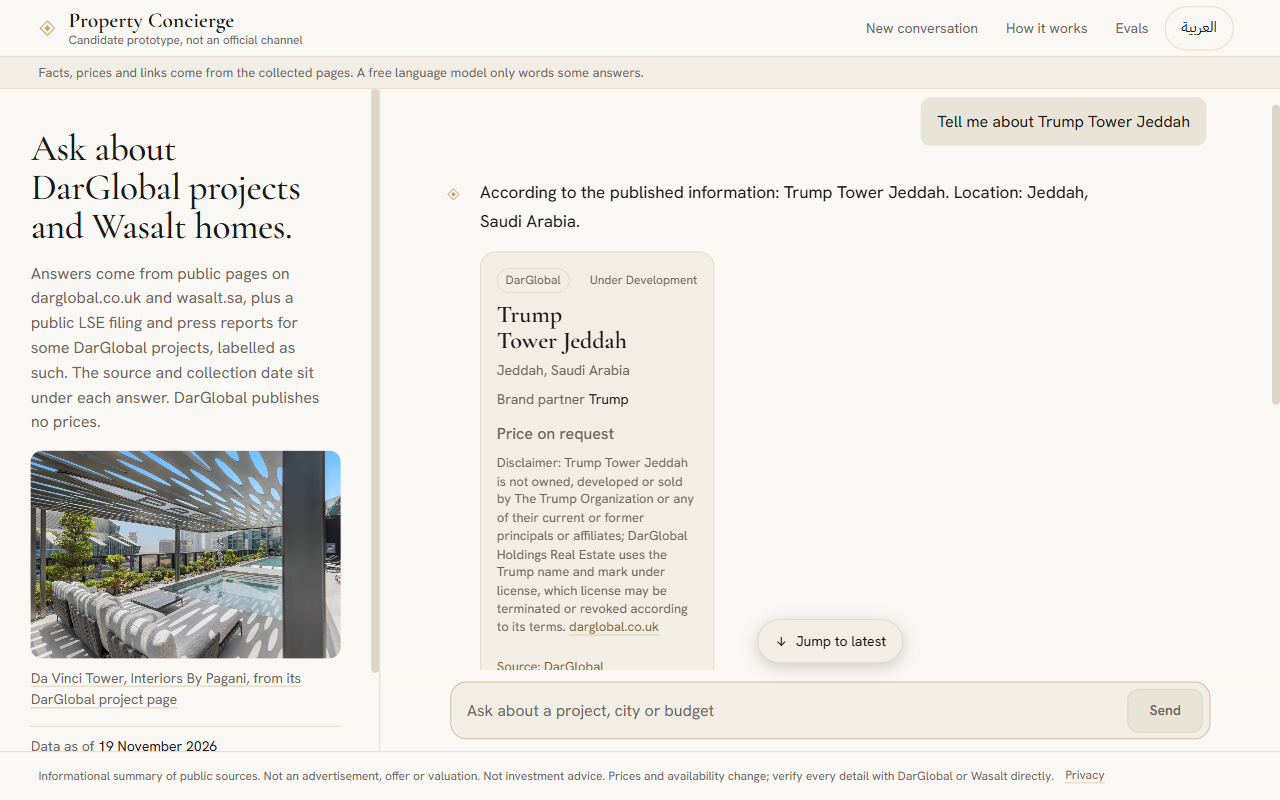 Property Concierge
Candidate prototype, not an official channel
New conversation
How it works
Evals
العربية
Facts, prices and links come from the collected pages. A free language model only words some answers.
Ask about
DarGlobal projects
and Wasalt homes.
Answers come from public pages on
darglobal.co.uk and wasalt.sa, plus a
public LSE filing and press reports for
some DarGlobal projects, labelled as
such. The source and collection date sit
under each answer. DarGlobal publishes
no prices.
Da Vinci Tower, Interiors By Pagani, from its
DarGlobal project page
Data as of 19 November 2026
Tell me about Trump Tower Jeddah
According to the published information: Trump Tower Jeddah. Location: Jeddah,
Saudi Arabia.
DarGlobal
Under Development
Trump
Tower Jeddah
Jeddah, Saudi Arabia
Brand partner Trump
Price on request
Disclaimer: Trump Tower Jeddah
is not owned, developed or sold
by The Trump Organization or any
of their current or former
principals or affiliates; DarGlobal
Holdings Real Estate uses the
Trump name and mark under
license, which license may be
terminated or revoked according
to its terms. darglobal.co.uk
Source: DarGlobal
↓ Jump to latest
Ask about a project, city or budget
Send
Informational summary of public sources. Not an advertisement, offer or valuation. Not investment advice. Prices and availability change; verify every detail with DarGlobal or Wasalt directly.
Privacy